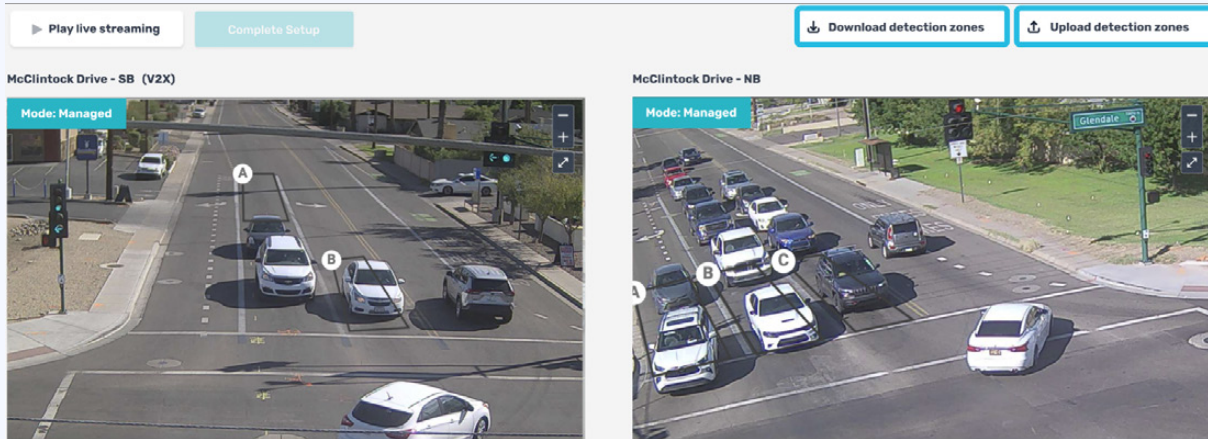 Play live streaming
Complete Setup
Download detection zones
Upload detection zones
McClintock Drive - SB (V2X)
McClintock Drive - NB
Mode: Managed
Mode: Managed
Glendale
A
B
A
B
C